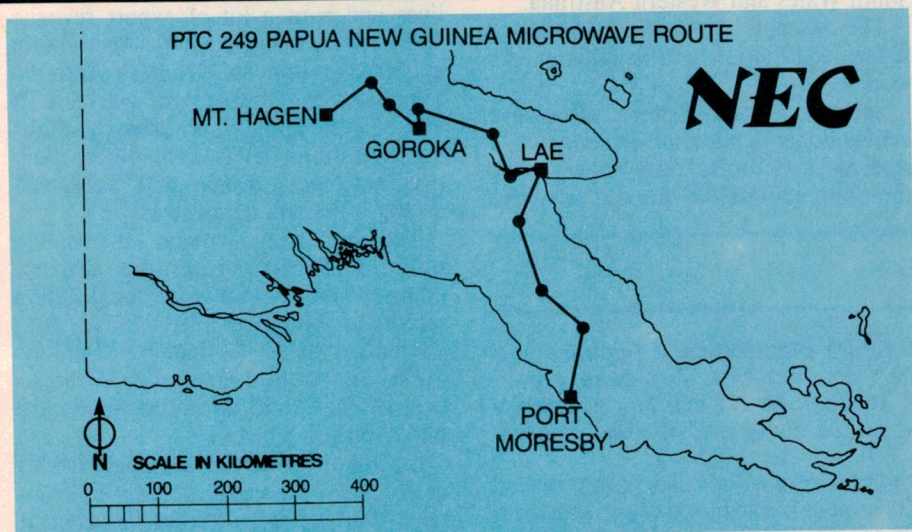 PTC 249 PAPUA NEW GUINEA MICROWAVE ROUTE
NEC
MT. HAGEN
GOROKA
LAE
PORT
MORESBY
N
SCALE IN KILOMETRES
0 100 200 300 400